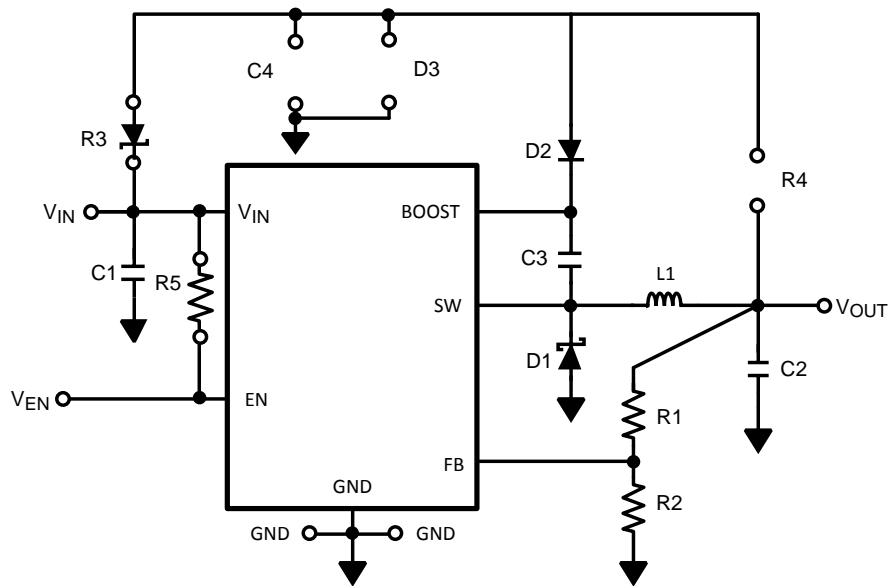 C4
D3
R3
D2
R4
VIN
VIN
BOOST
C1
R5
C3
L1
SW
VOUT
D1
C2
VEN
EN
R1
FB
GND
R2
GND
GND